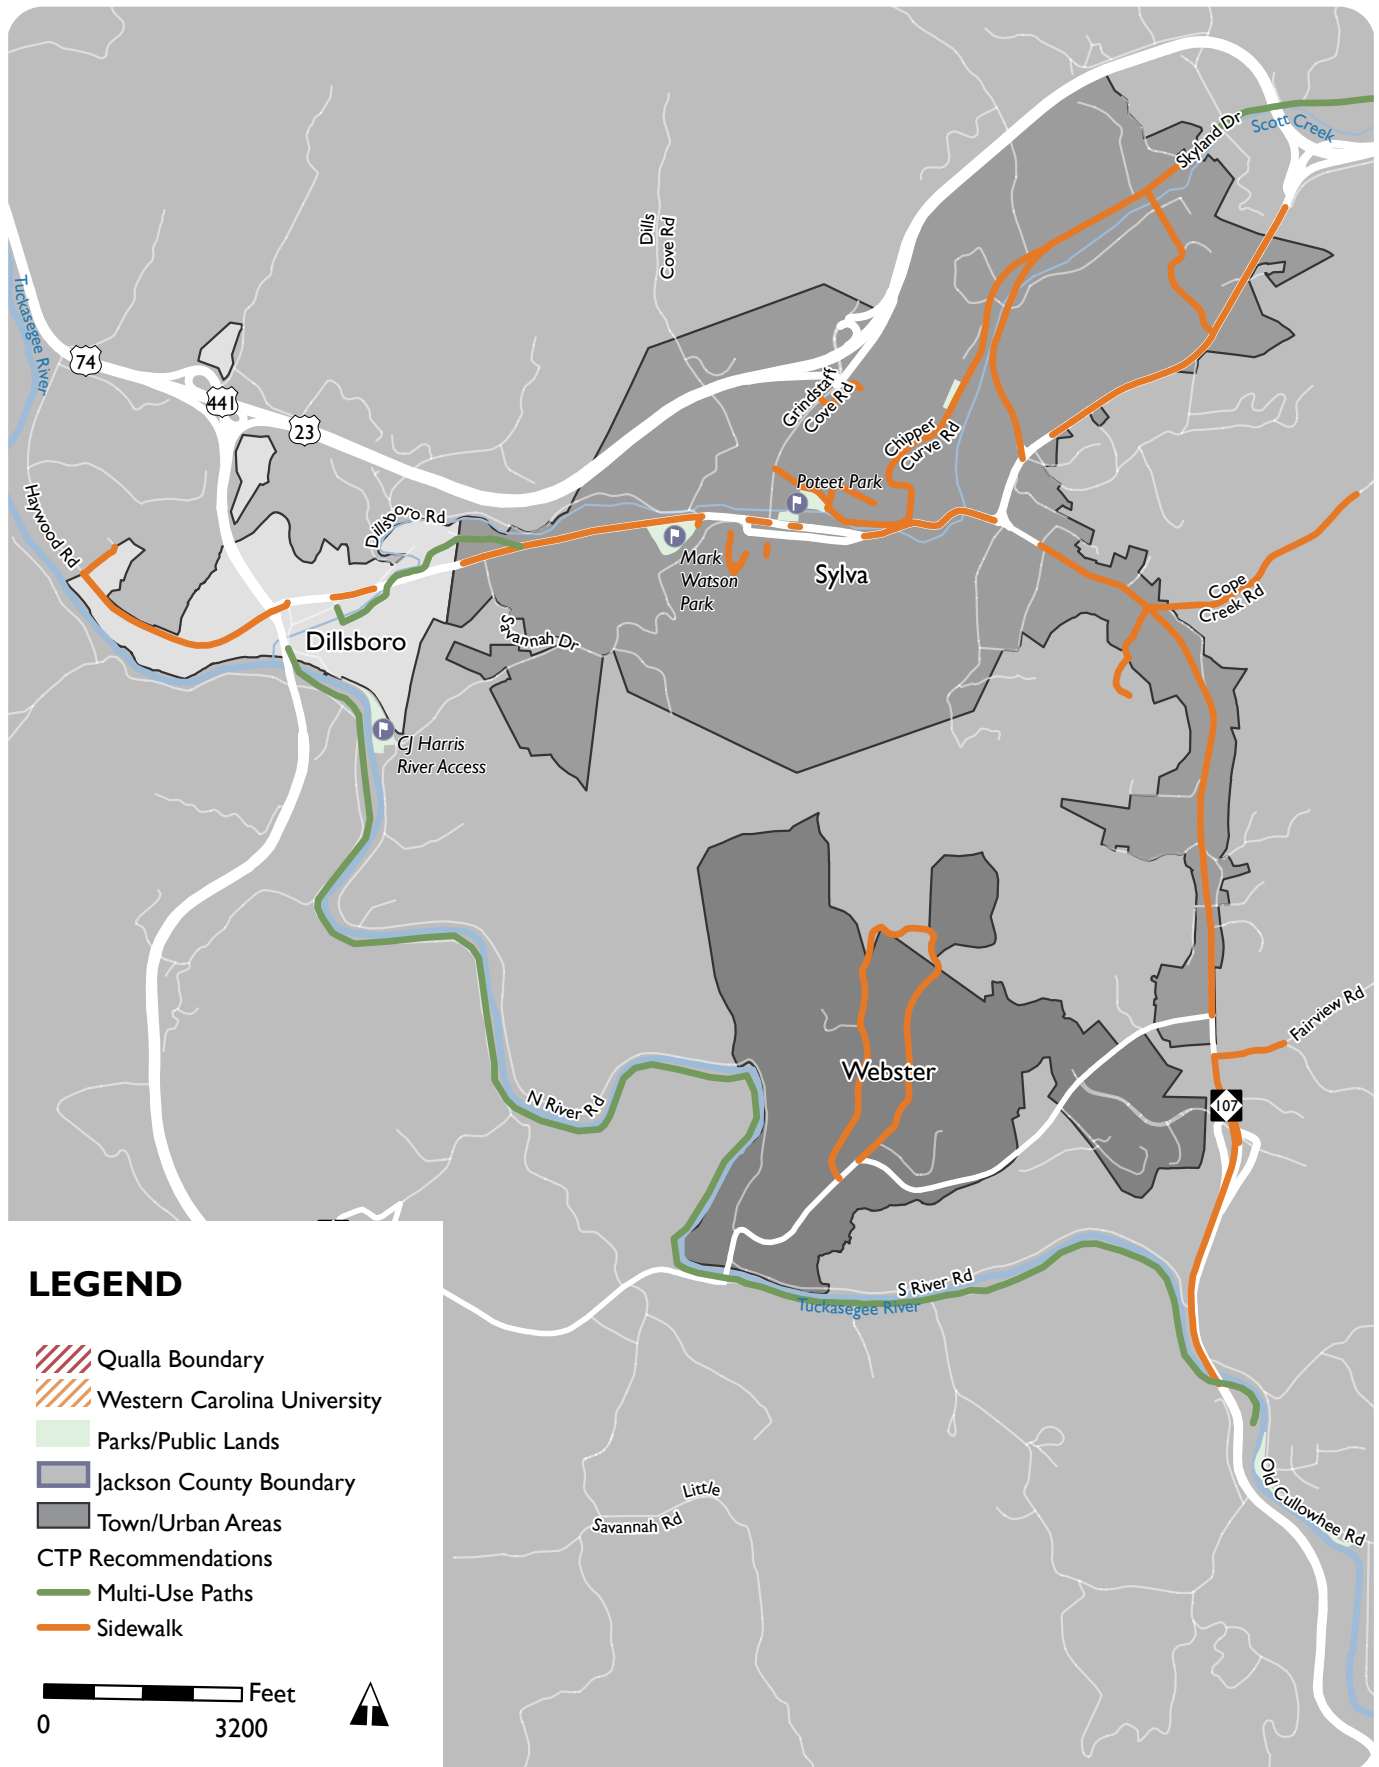 Skyland Dr
Scott Creek
Dills
Cove Rd
Tuckasegee River
74
441
23
Grindstaff
Cove Rd
Chipper
Curve Rd
Poteet Park
Haywood Rd
Dillsboro Rd
Mark
Watson
Park
Sylva
Cope
Creek Rd
Dillsboro
S
Savannah Dr
CJ Harris
River Access
Fairview Rd
Webster
N River Rd
107
S River Rd
Tuckasegee River
Old Cullowhee Rd
Little
Savannah Rd
LEGEND
Qualla Boundary
Western Carolina University
Parks/Public Lands
Jackson County Boundary
Town/Urban Areas
CTP Recommendations
Multi-Use Paths
Sidewalk
Feet
0
3200